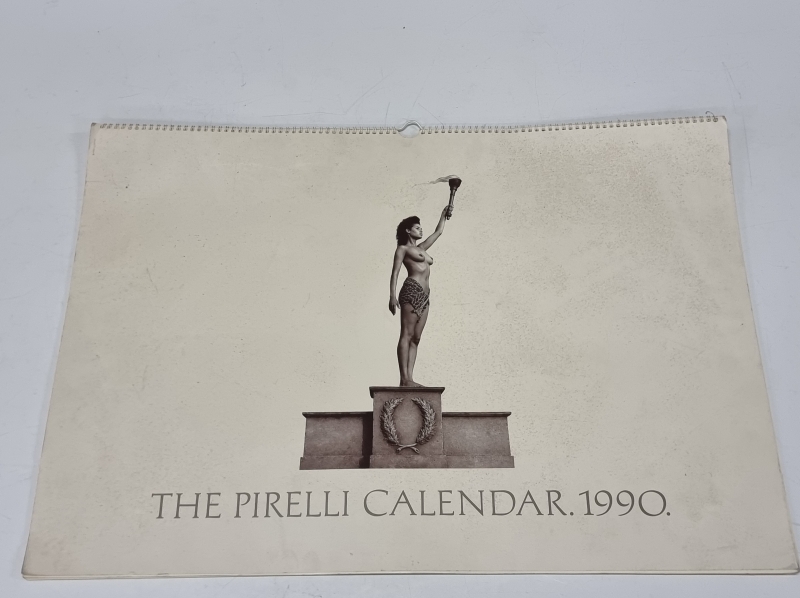 THE PIRELLI CALENDAR. 1990.